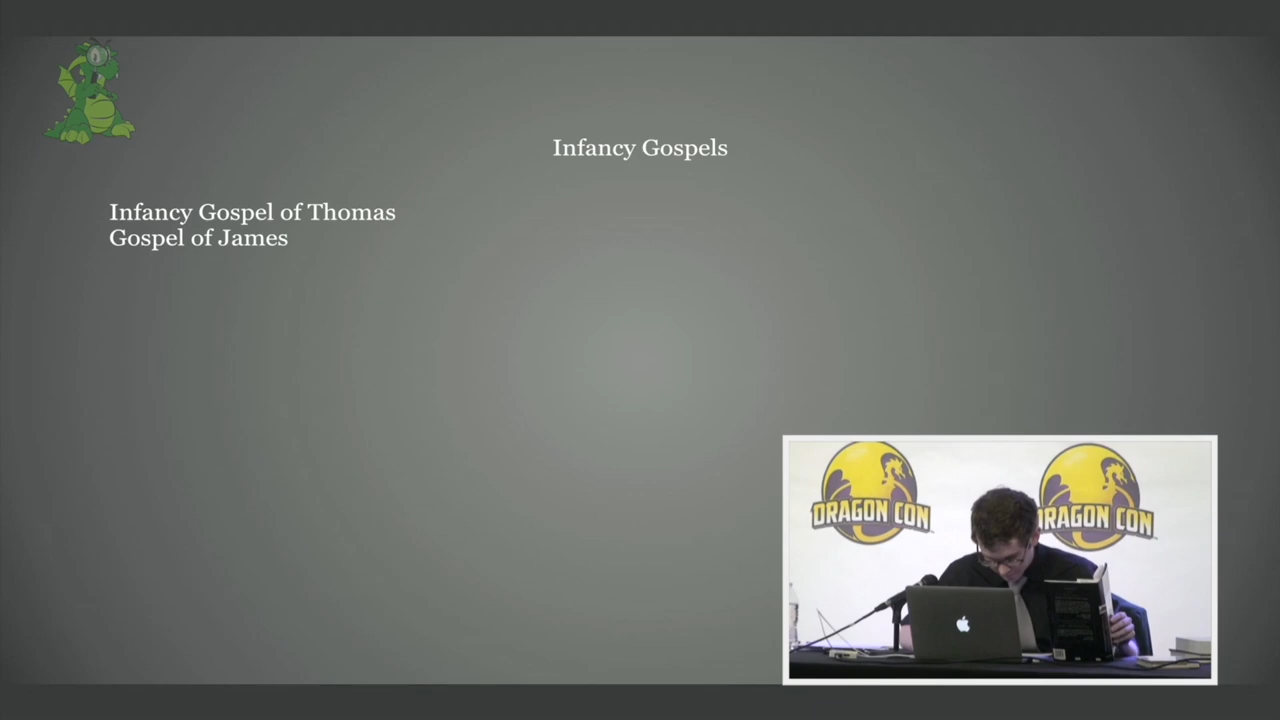 Infancy Gospels
Infancy Gospel of Thomas
Gospel of James
DRAGON CON
DRAGON CON